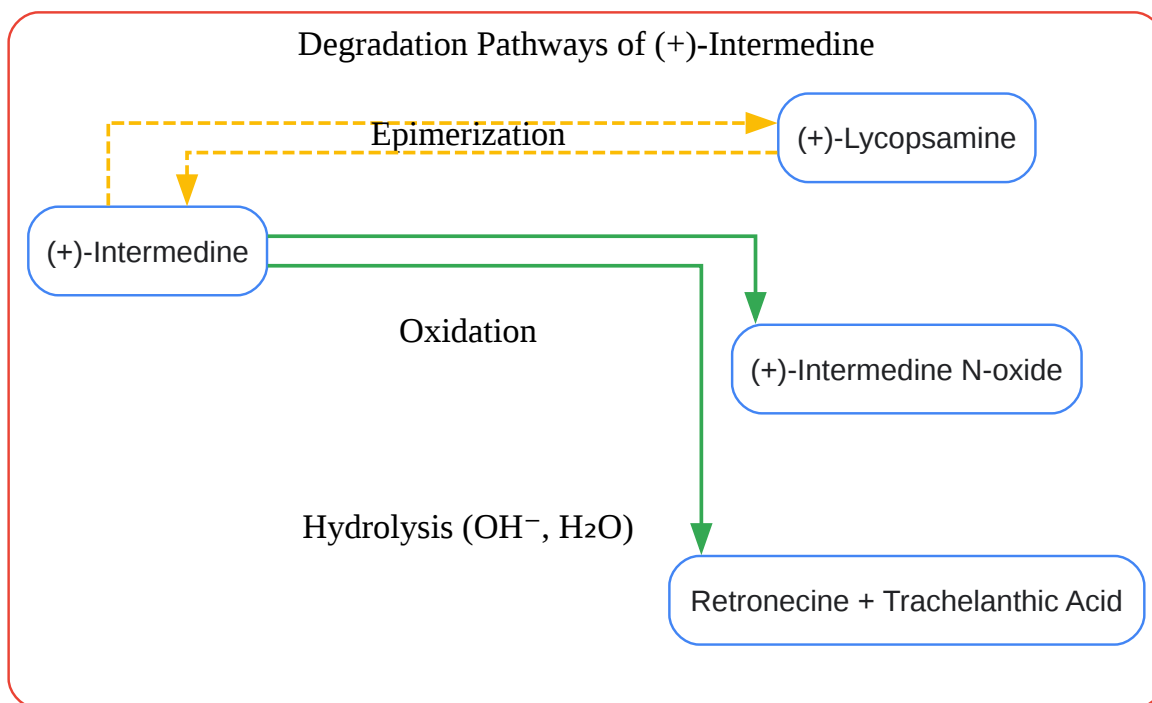 Degradation Pathways of (+)-Intermedine
Epimerization
(+)-Lycopsamine
(+)-Intermedine
Oxidation
(+)-Intermedine N-oxide
Hydrolysis (OH⁻, H₂O)
Retronecine + Trachelanthic Acid